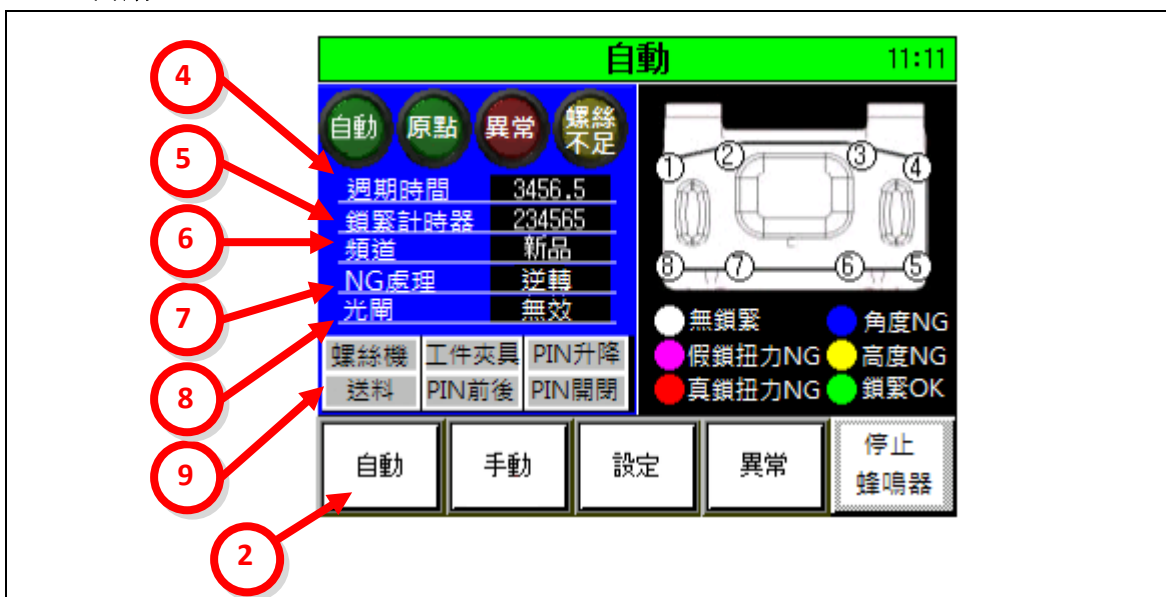 自動 11:11
4
自動 原點 異常 螺絲不足
5
週期時間 3456.5
鎖緊計時器 234565
6
頻道 新品
NG處理 逆轉
7
光閘 無效
① ② ③ ④
⑧ ⑦ ⑥ ⑤
C
無鎖緊 角度NG
假鎖扭力NG 高度NG
真鎖扭力NG 鎖緊OK
螺絲機 工件夾具 PIN升降
8
送料 PIN前後 PIN開閉
9
自動 手動 設定 異常 停止
蜂鳴器
2